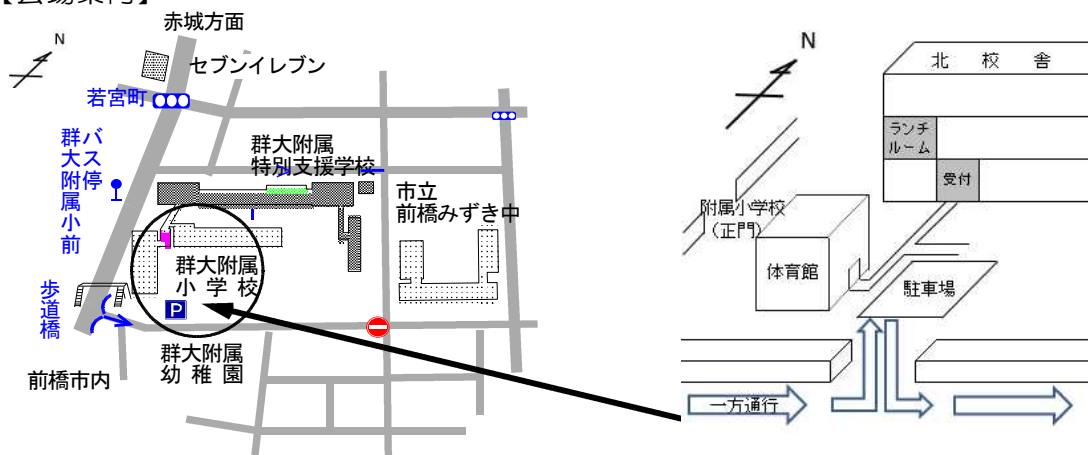 【会場案内】
赤城方面
N
セブンイレブン
若宮町
バス停
群大附属小前
群大附属
特別支援学校
市立
前橋みずき中
群大附属
小学校
P
歩道橋
群大附属
幼稚園
前橋市内
N
北校舎
ランチ
ルーム
受付
附属小学校
(正門)
体育館
駐車場
一方通行